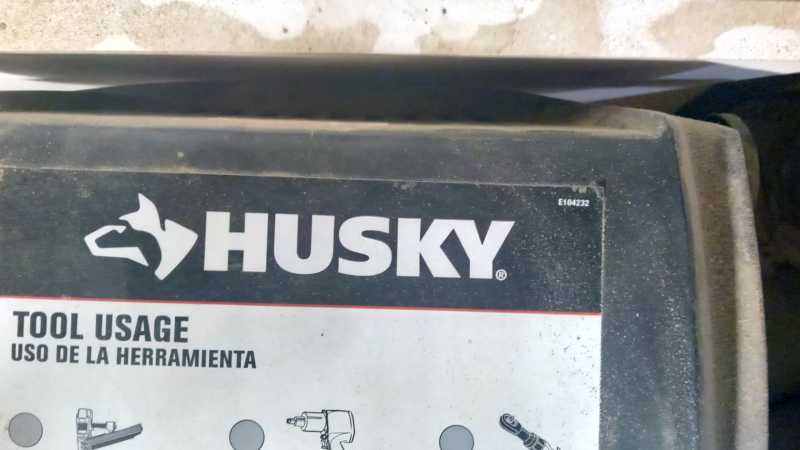 E104232
HUSKY®
TOOL USAGE
USO DE LA HERRAMIENTA